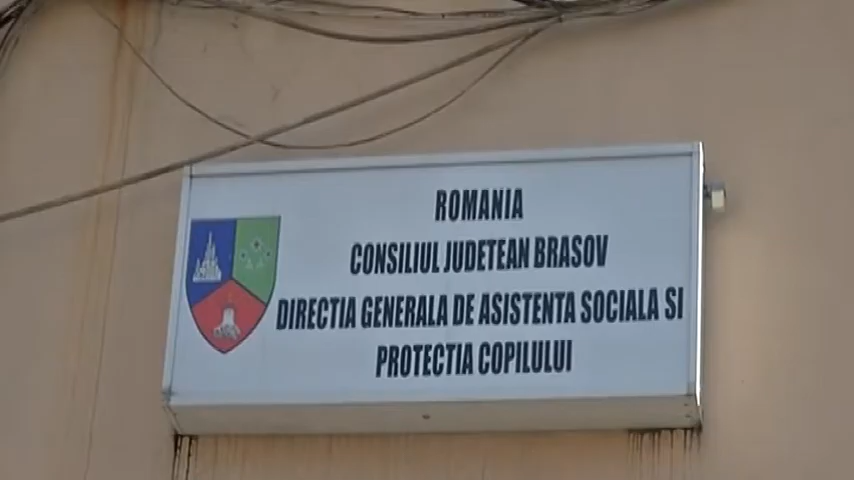 ROMANIA
CONSILIUL JUDETEAN BRASOV
DIRECTIA GENERALA DE ASISTENTA SOCIALA SI
PROTECTIA COPILULUI